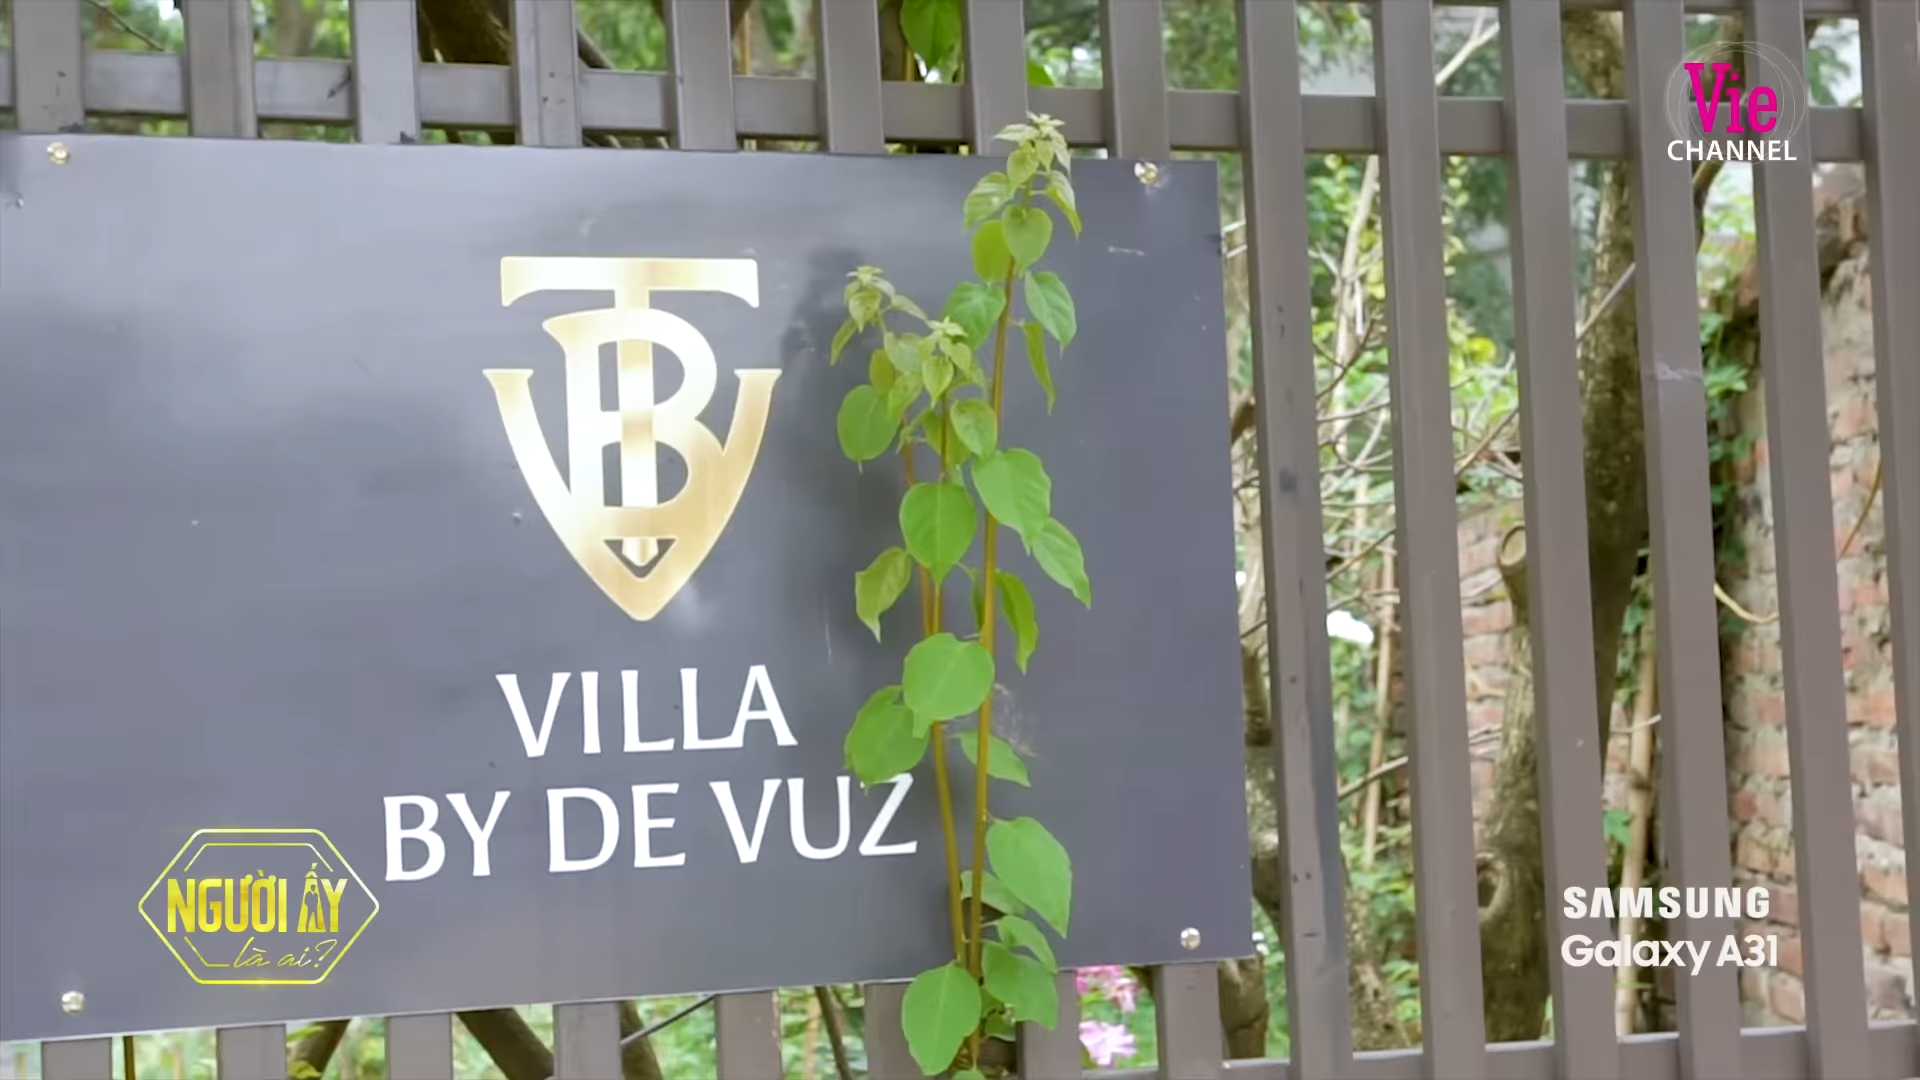 Vie
CHANNEL
VILLA
BY DE VUZ
NGƯỜI ẤY
là ai?
SAMSUNG
Galaxy A31